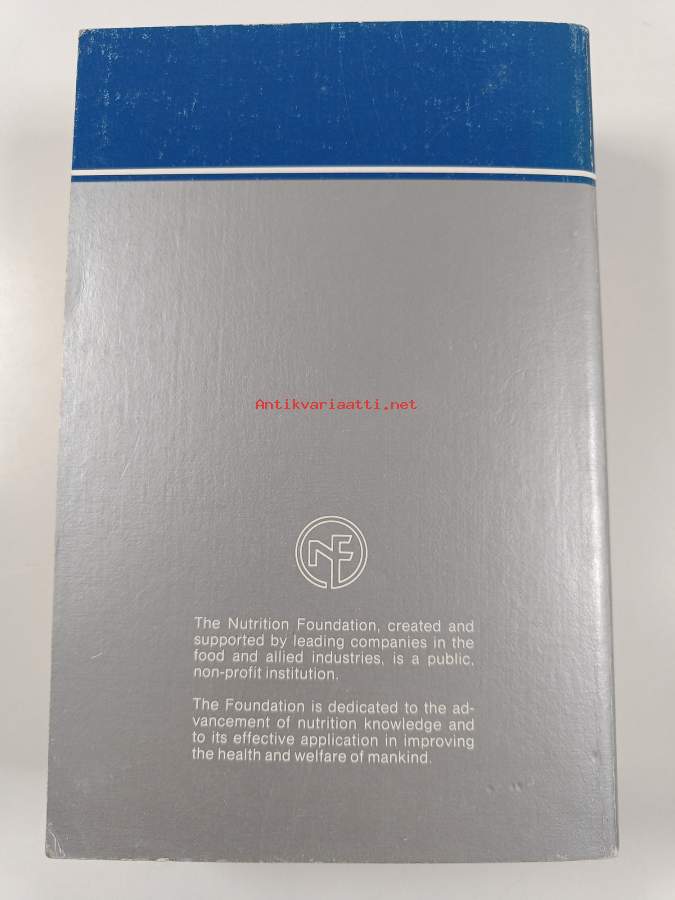 Antikvariaatti.net
NF
The Nutrition Foundation, created and
supported by leading companies in the
food and allied industries, is a public,
non-profit institution.
The Foundation is dedicated to the ad-
vancement of nutrition knowledge and
to its effective application in improving
the health and welfare of mankind.